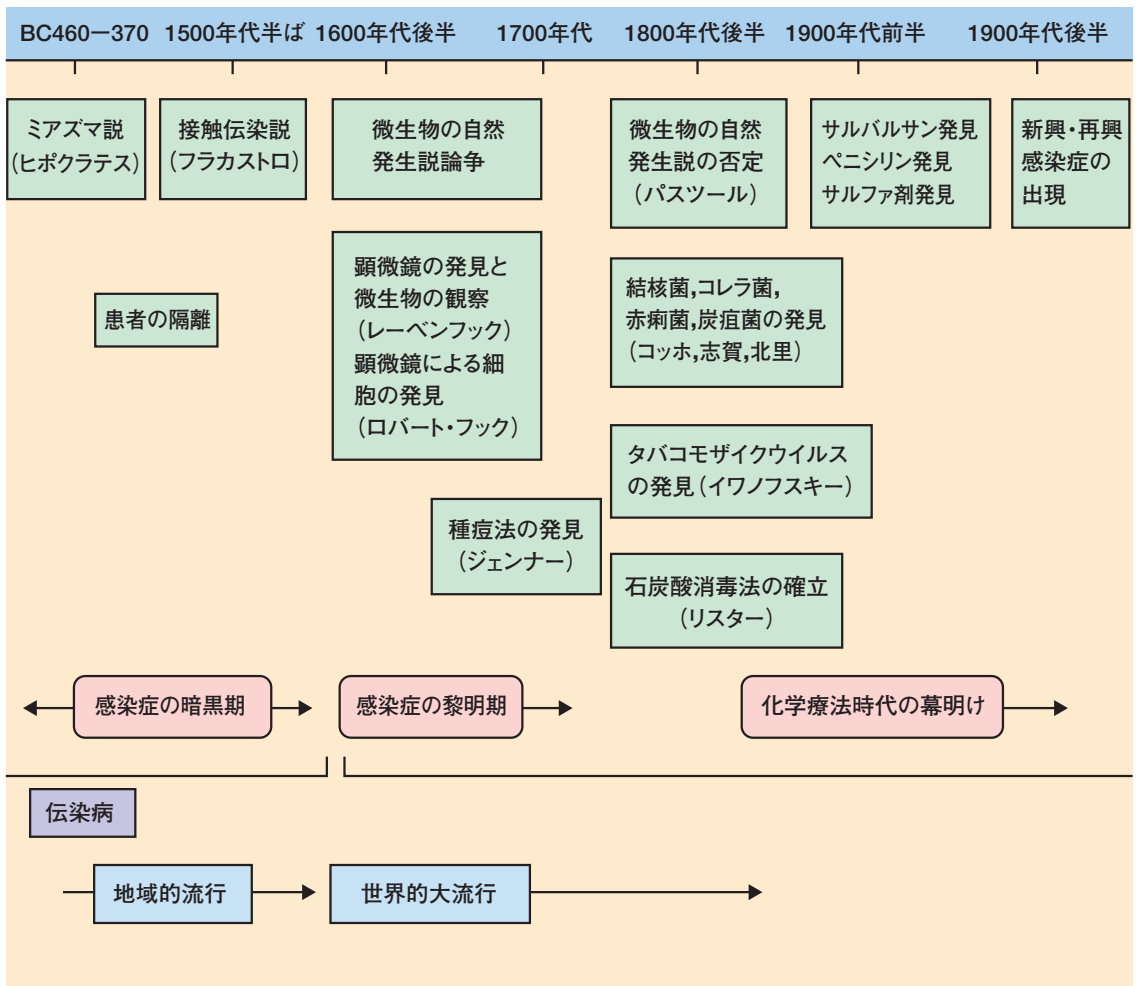 BC460−370 1500年代半ば 1600年代後半 1700年代 1800年代後半 1900年代前半 1900年代後半
ミアズマ説
(ヒポクラテス)
接触伝染説
(フラカストロ)
微生物の自然
発生説論争
微生物の自然
発生説の否定
(パスツール)
サルバルサン発見
ペニシリン発見
サルファ剤発見
新興・再興
感染症の
出現
患者の隔離
顕微鏡の発見と
微生物の観察
(レーベンフック)
顕微鏡による細
胞の発見
(ロバート・フック)
結核菌,コレラ菌,
赤痢菌,炭疽菌の発見
(コッホ,志賀,北里)
タバコモザイクウイルス
の発見(イワノフスキー)
種痘法の発見
(ジェンナー)
石炭酸消毒法の確立
(リスター)
感染症の暗黒期
感染症の黎明期
化学療法時代の幕明け
伝染病
地域的流行
世界的大流行